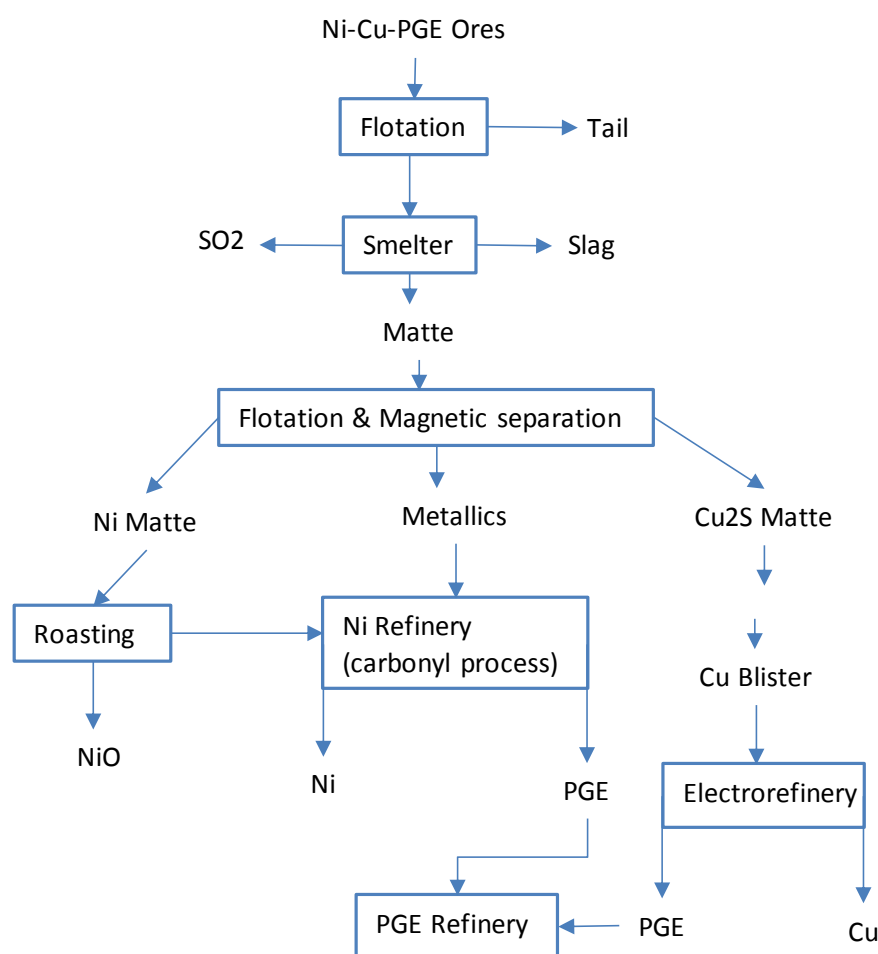 Ni-Cu-PGE Ores
Flotation
Tail
SO2
Smelter
Slag
Matte
Flotation & Magnetic separation
Ni Matte
Metallics
Cu2S Matte
Roasting
Ni Refinery
(carbonyl process)
Cu Blister
NiO
Ni
PGE
Electrorefinery
PGE Refinery
PGE
Cu